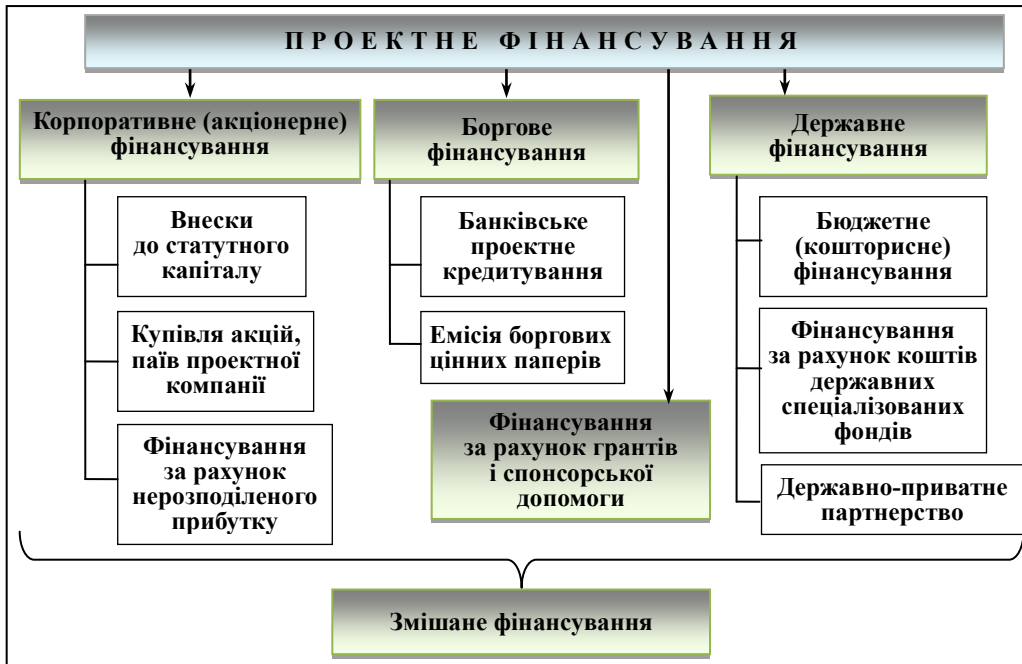 ПРОЕКТНЕ ФІНАНСУВАННЯ
Корпоративне (акціонерне)
фінансування
Внески
до статутного
капіталу
Купівля акцій,
паїв проектної
компанії
Фінансування
за рахунок
нерозподіленого
прибутку
Боргове
фінансування
Банківське
проектне
кредитування
Емісія боргових
цінних паперів
Фінансування
за рахунок грантів
і спонсорської
допомоги
Державне
фінансування
Бюджетне
(кошторисне)
фінансування
Фінансування
за рахунок коштів
державних
спеціалізованих
фондів
Державно-приватне
партнерство
Змішане фінансування